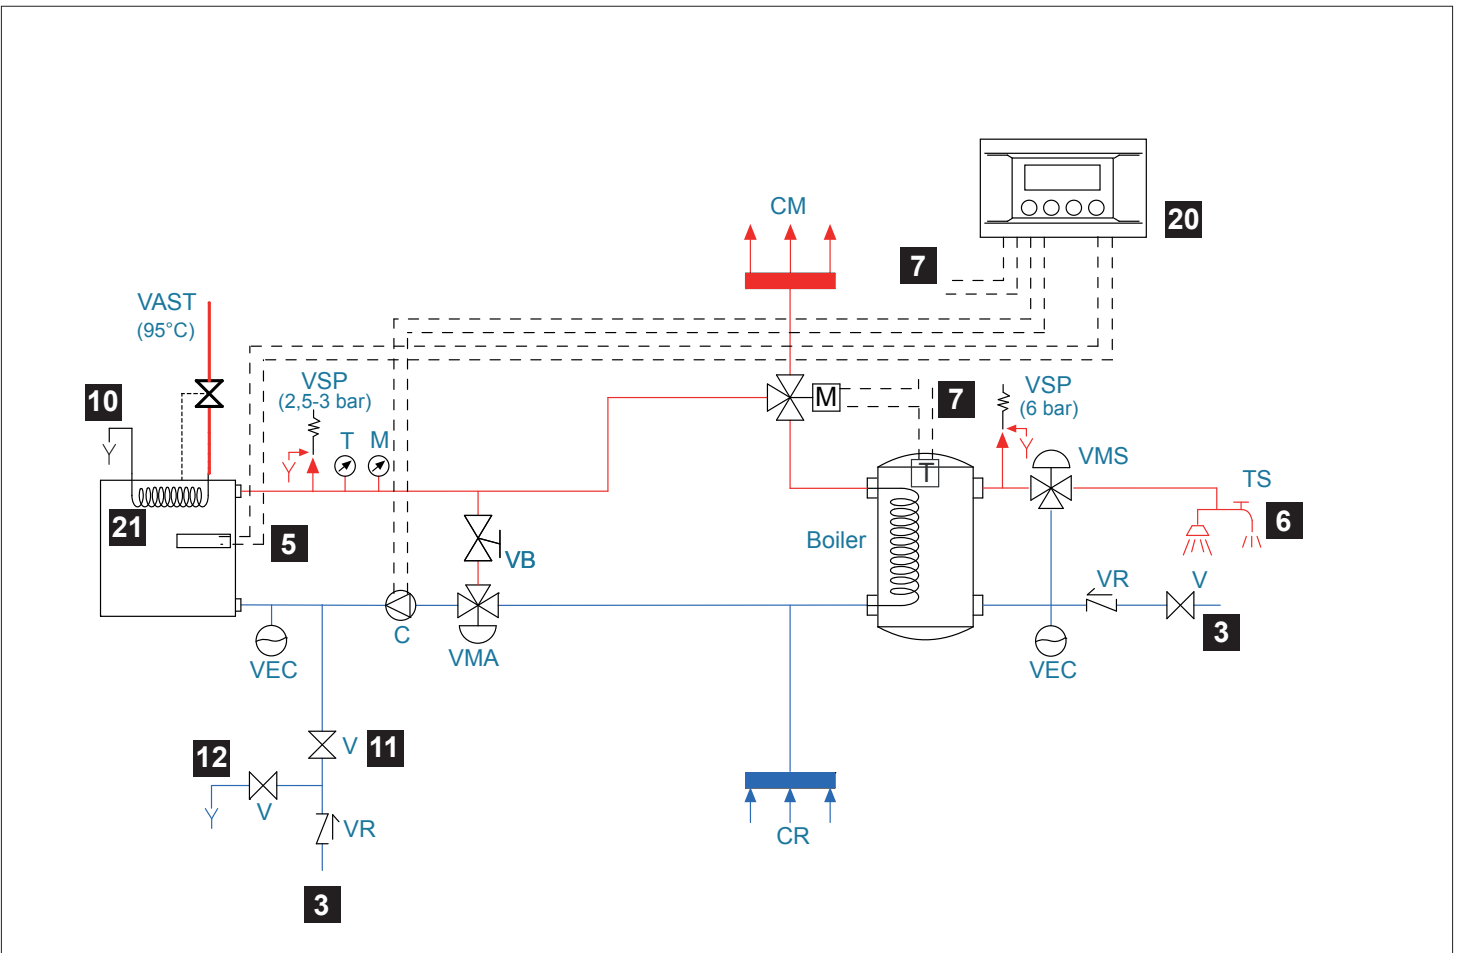 CM
20
7
VAST
(95°C)
10
VSP
(2,5-3 bar)
T
M
M
7
VSP
(6 bar)
VMS
T
TS
6
21
5
VB
Boiler
VR
V
3
C
VMA
VEC
VEC
12
V
11
V
VR
CR
3